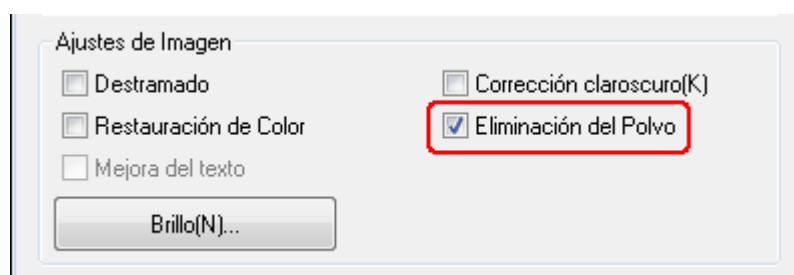 Ajustes de Imagen
Destramado
Corrección claroscuro(K)
Restauración de Color
Eliminación del Polvo
Mejora del texto
Brillo(N)...